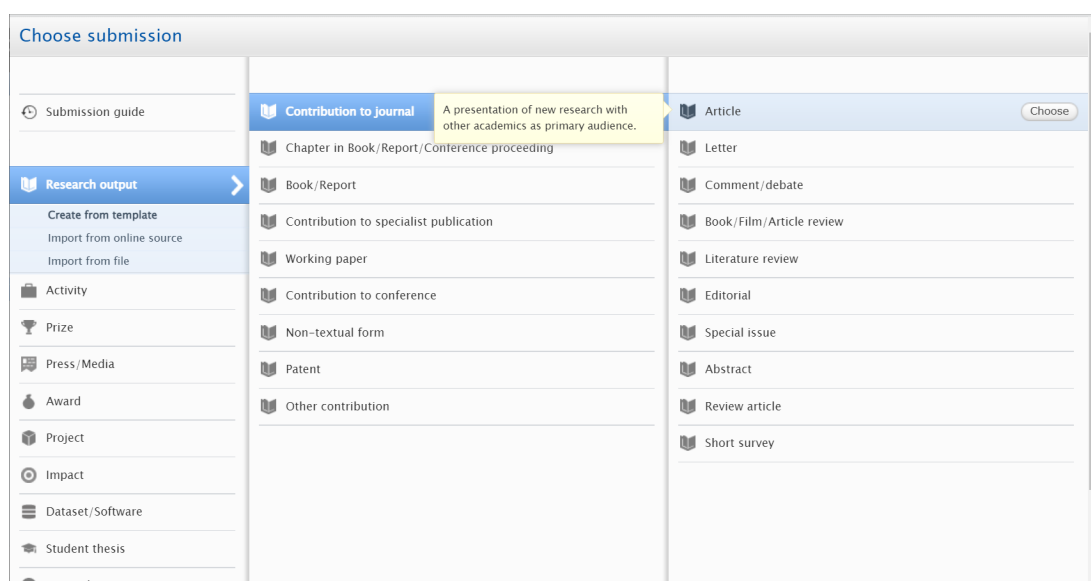 Choose submission
Submission guide
Research output
Create from template
Import from online source
Import from file
Activity
Prize
Press/Media
Award
Project
Impact
Dataset/Software
Student thesis
Contribution to journal
A presentation of new research with
other academics as primary audience.
Chapter in Book/Report/Conference proceeding
Book/Report
Contribution to specialist publication
Working paper
Contribution to conference
Non-textual form
Patent
Other contribution
Article
Choose
Letter
Comment/debate
Book/Film/Article review
Literature review
Editorial
Special issue
Abstract
Review article
Short survey